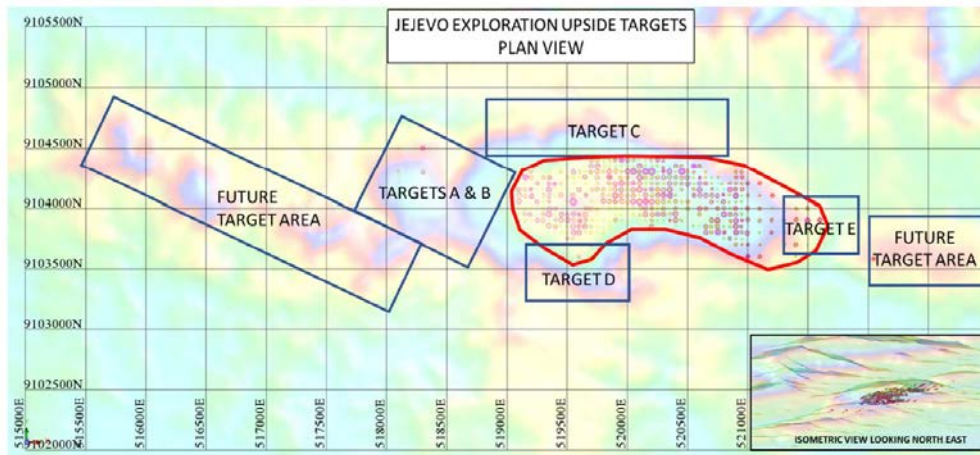 JEJEVO EXPLORATION UPSIDE TARGETS
PLAN VIEW
9105500N
9105000N
9104500N
9104000N
9103500N
9103000N
9102500N
9102000N
TARGET C
TARGETS A & B
FUTURE
TARGET AREA
TARGET E
TARGET D
FUTURE
TARGET AREA
515000E
515500E
516000E
516500E
517000E
517500E
518000E
518500E
519000E
519500E
520000E
520500E
521000E
ISOMETRIC VIEW LOOKING NORTH EAST